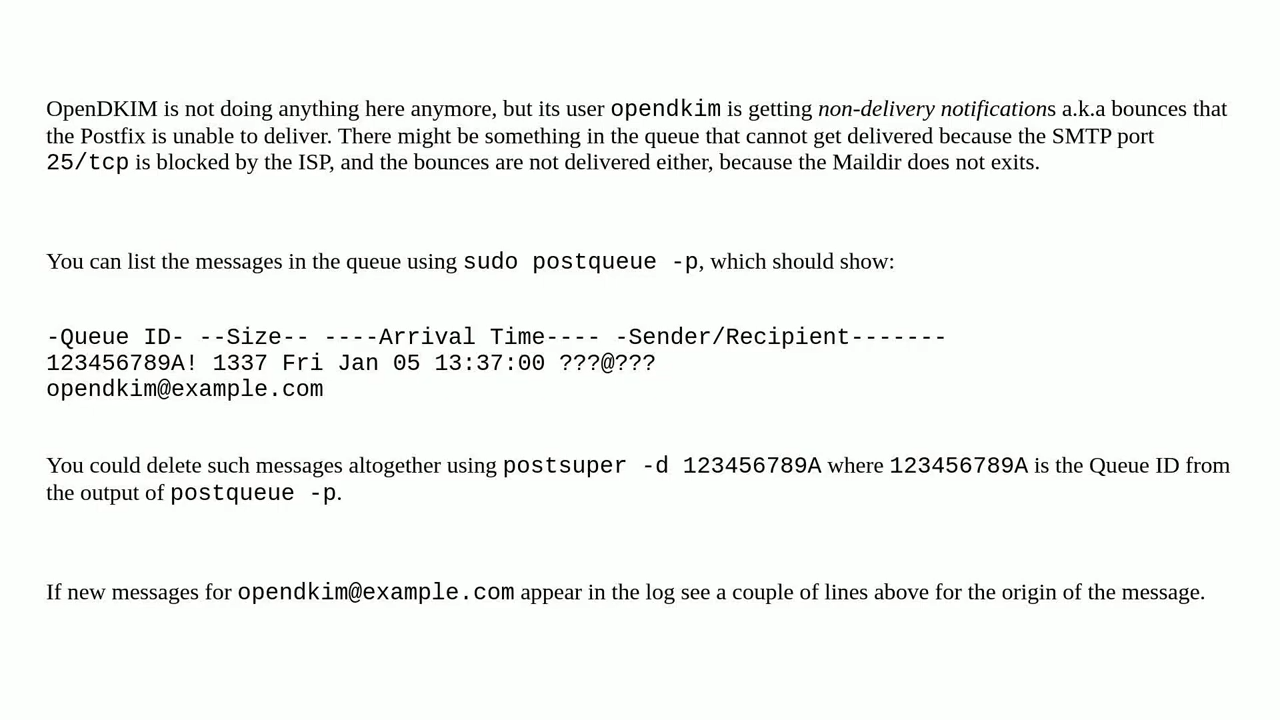 OpenDKIM is not doing anything here anymore, but its user opendkim is getting non-delivery notifications a.k.a bounces that
the Postfix is unable to deliver. There might be something in the queue that cannot get delivered because the SMTP port
25/tcp is blocked by the ISP, and the bounces are not delivered either, because the Maildir does not exits.
You can list the messages in the queue using sudo postqueue -p, which should show:
-Queue ID- --Size-- ----Arrival Time---- -Sender/Recipient-------
123456789A! 1337 Fri Jan 05 13:37:00 ???@???
opendkim@example.com
You could delete such messages altogether using postsuper -d 123456789A where 123456789A is the Queue ID from
the output of postqueue -p.
If new messages for opendkim@example.com appear in the log see a couple of lines above for the origin of the message.